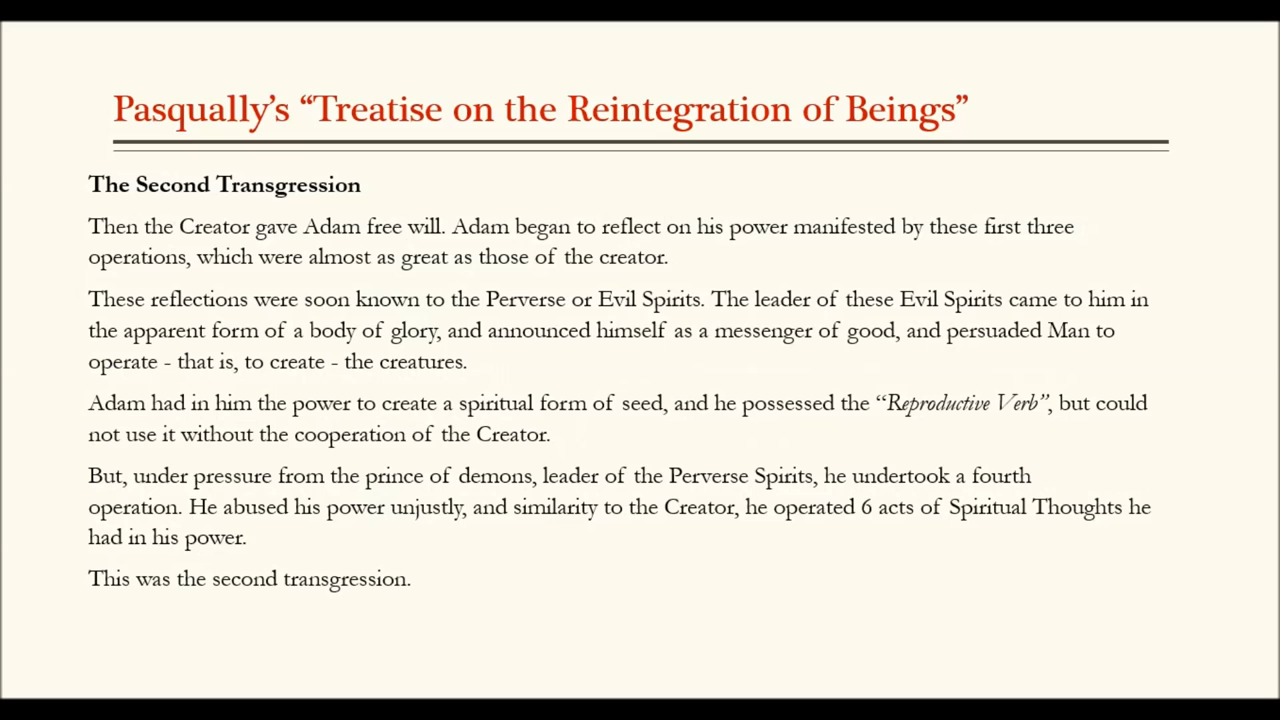 Pasqually’s “Treatise on the Reintegration of Beings”
The Second Transgression
Then the Creator gave Adam free will. Adam began to reflect on his power manifested by these first three
operations, which were almost as great as those of the creator.
These reflections were soon known to the Perverse or Evil Spirits. The leader of these Evil Spirits came to him in
the apparent form of a body of glory, and announced himself as a messenger of good, and persuaded Man to
operate - that is, to create - the creatures.
Adam had in him the power to create a spiritual form of seed, and he possessed the “Reproductive Verb”, but could
not use it without the cooperation of the Creator.
But, under pressure from the prince of demons, leader of the Perverse Spirits, he undertook a fourth
operation. He abused his power unjustly, and similarity to the Creator, he operated 6 acts of Spiritual Thoughts he
had in his power.
This was the second transgression.